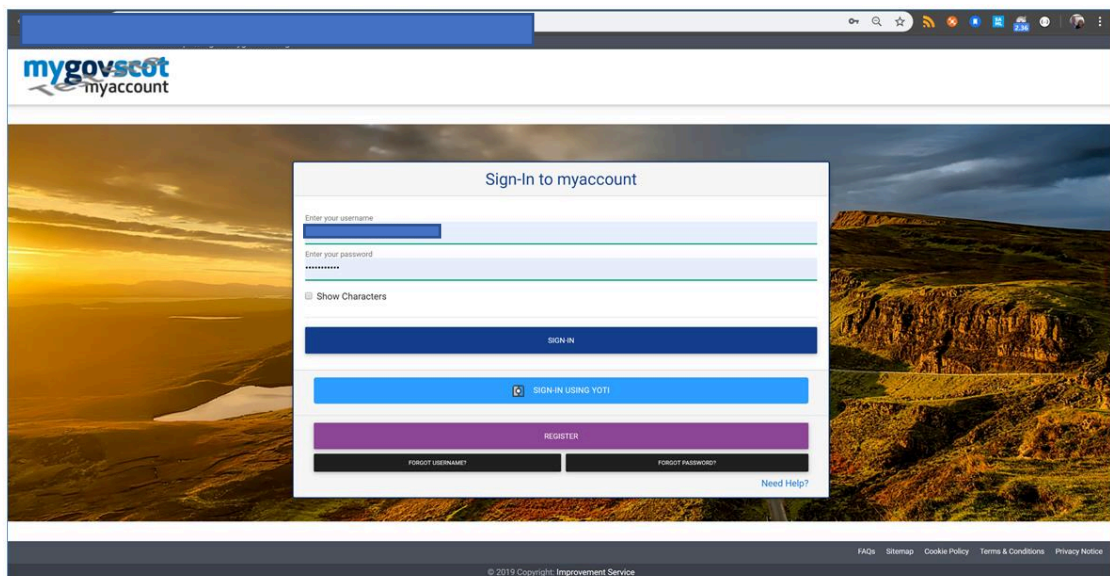 2.36
mygovscot
myaccount
Sign-In to myaccount
Enter your username
Enter your password
Show Characters
SIGN-IN
SIGN-IN USING YOTI
REGISTER
FORGOT USERNAME? FORGOT PASSWORD?
Need Help?
FAQs Sitemap Cookie Policy Terms & Conditions Privacy Notice
© 2019 Copyright: Improvement Service